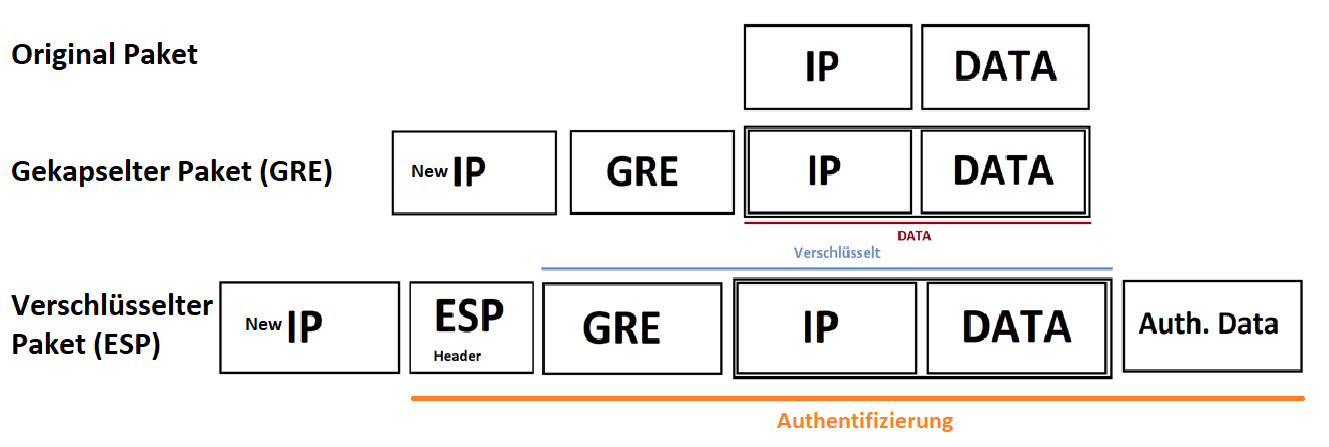 Original Paket
IP
DATA
Gekapselter Paket (GRE)
New IP
GRE
IP
DATA
DATA
Verschlüsselt
Verschlüsselter
Paket (ESP)
New IP
ESP
Header
GRE
IP
DATA
Auth. Data
Authentifizierung